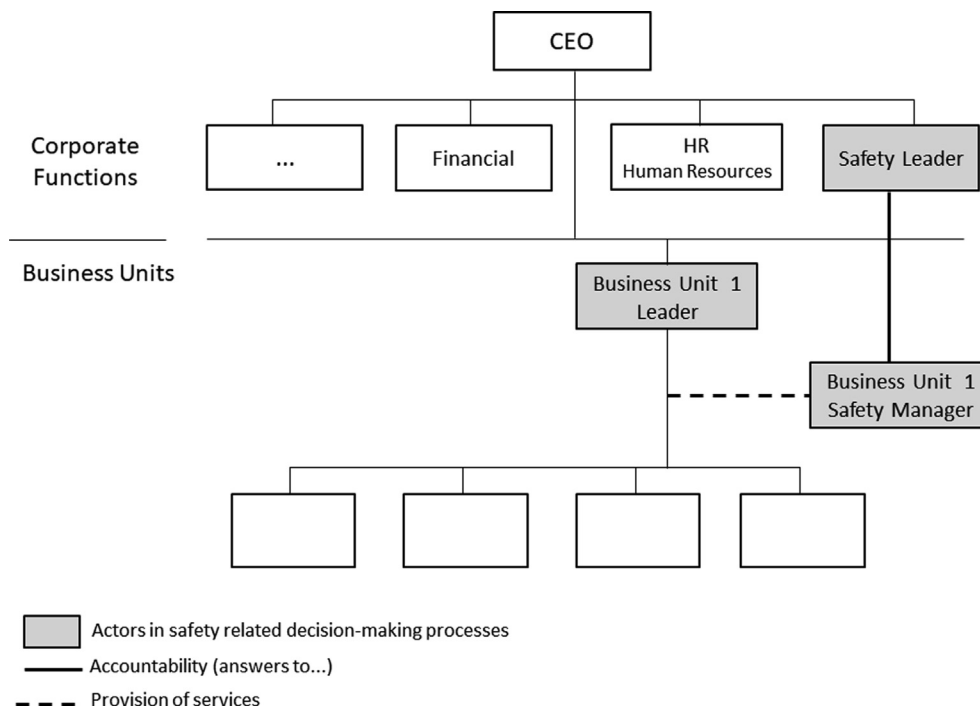 CEO
Corporate
Functions
...
Financial
HR
Human Resources
Safety Leader
Business Units
Business Unit 1
Leader
Business Unit 1
Safety Manager
Actors in safety related decision-making processes
Accountability (answers to...)
Provision of services